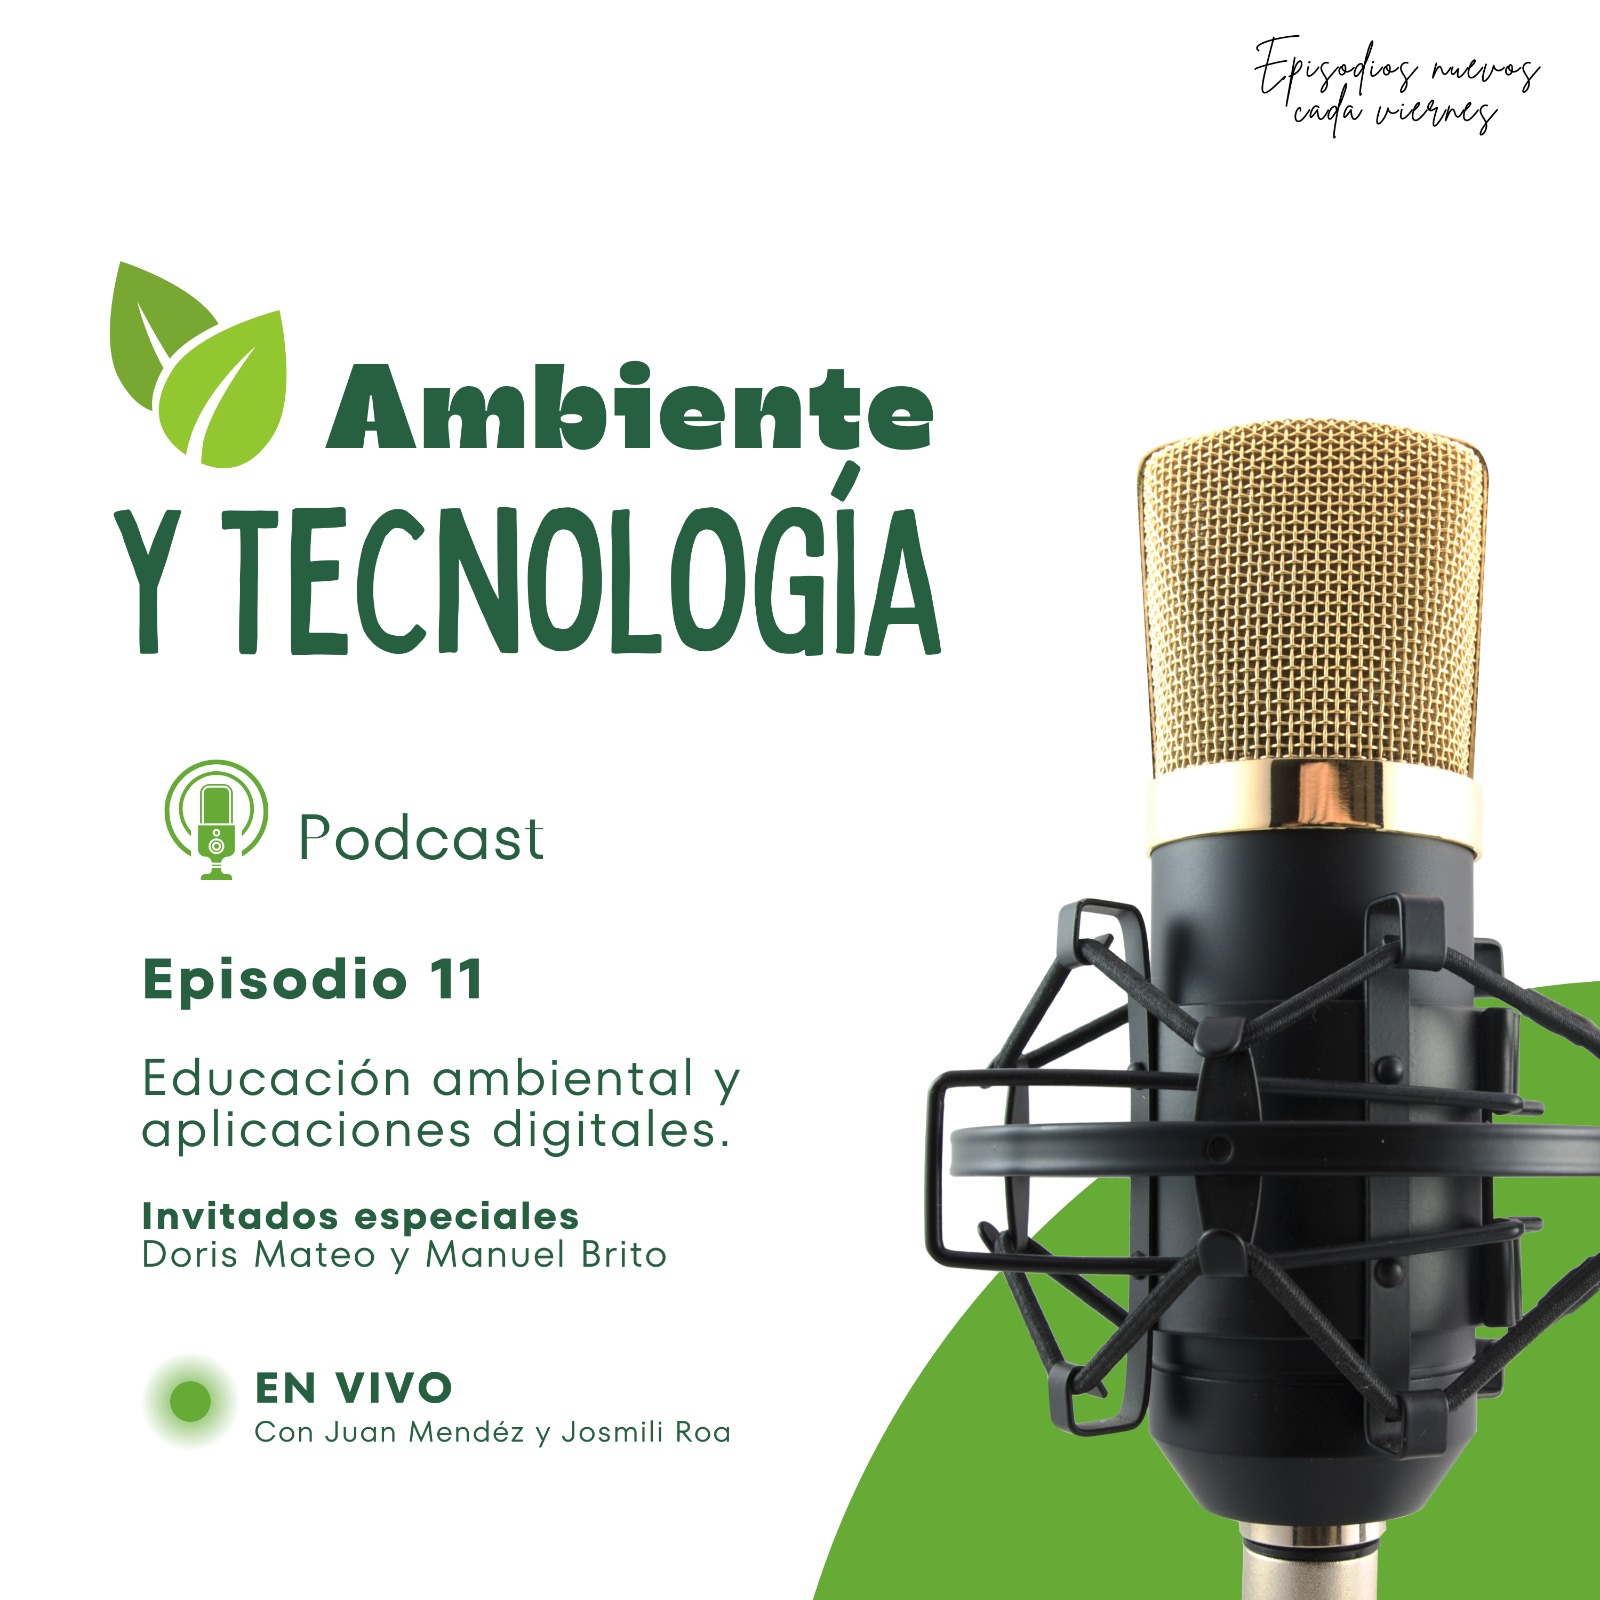 Episodios nuevos
cada viernes
Ambiente
Y TECNOLOGÍA
Podcast
Episodio 11
Educación ambiental y
aplicaciones digitales.
Invitados especiales
Doris Mateo y Manuel Brito
EN VIVO
Con Juan Mendéz y Josmili Roa